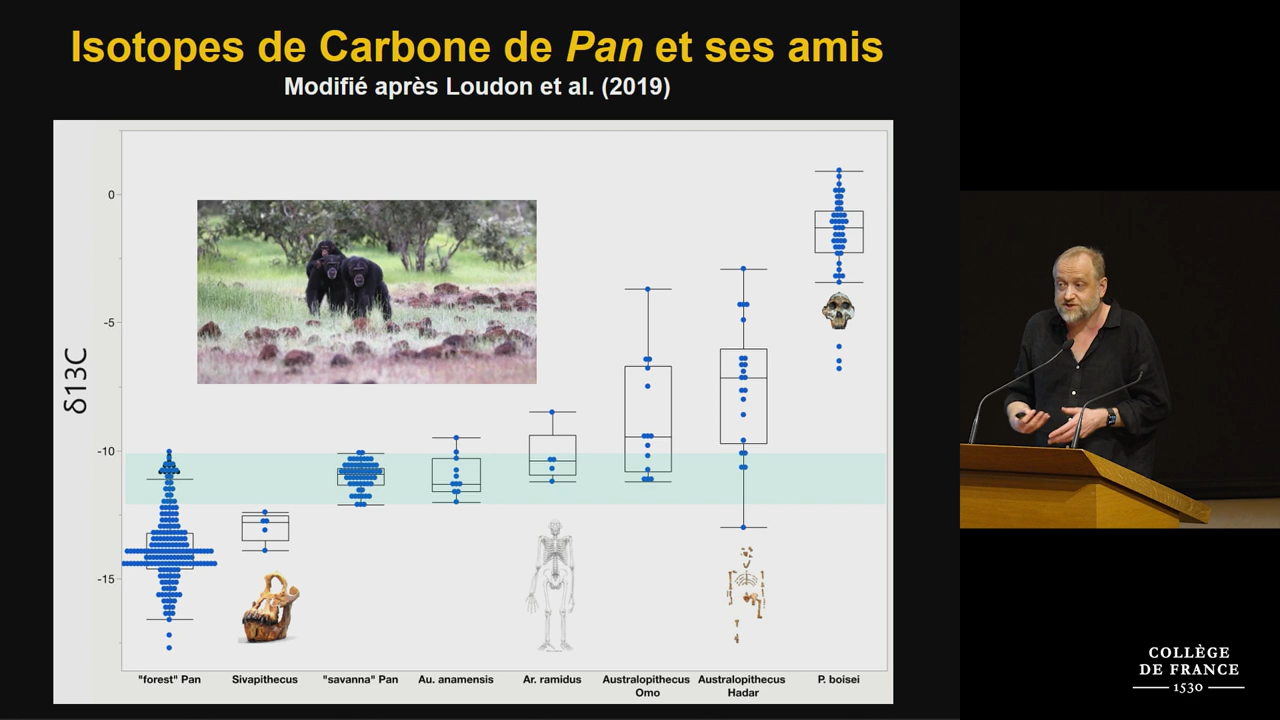 Isotopes de Carbone de Pan et ses amis
Modifié après Loudon et al. (2019)
δ13C
0
-5
-10
-15
"forest" Pan
Sivapithecus
"savanna" Pan
Au. anamensis
Ar. ramidus
Australopithecus
Omo
Australopithecus
Hadar
P. boisei
COLLÈGE
DE FRANCE
1530